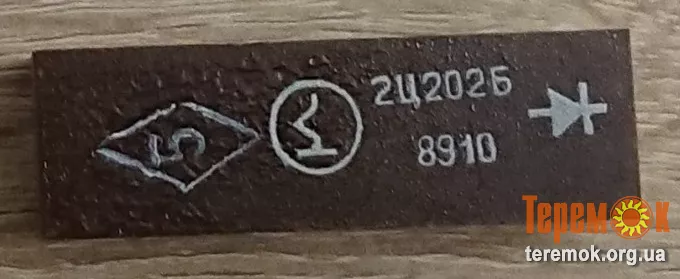 5
2Ц202Б
8910
Теремок
teremok.org.ua